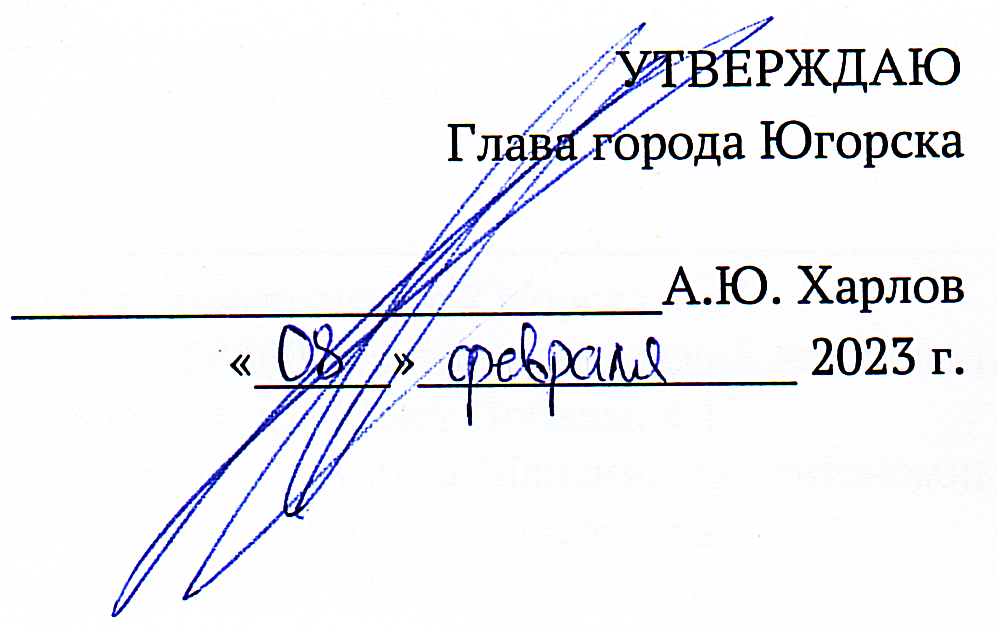 УТВЕРЖДАЮ
Глава города Югорска
А.Ю. Харлов
«08» февраля 2023 г.